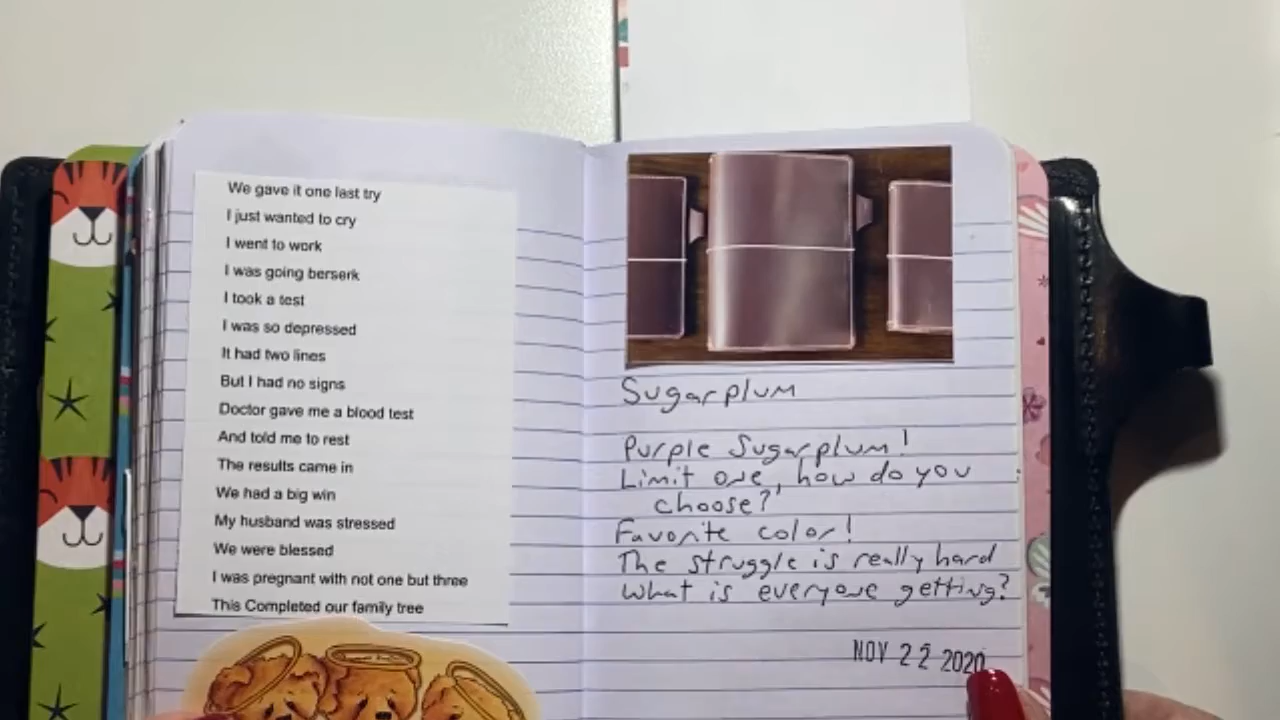 We gave it one last try
I just wanted to cry
I went to work
I was going berserk
I took a test
I was so depressed
It had two lines
But I had no signs
Doctor gave me a blood test
And told me to rest
The results came in
We had a big win
My husband was stressed
We were blessed
I was pregnant with not one but three
This Completed our family tree
Sugarplum
Purple Sugarplum!
Limit one, how do you
choose?
Favorite color!
The struggle is really hard
What is everyone getting?
NOV 22 2020